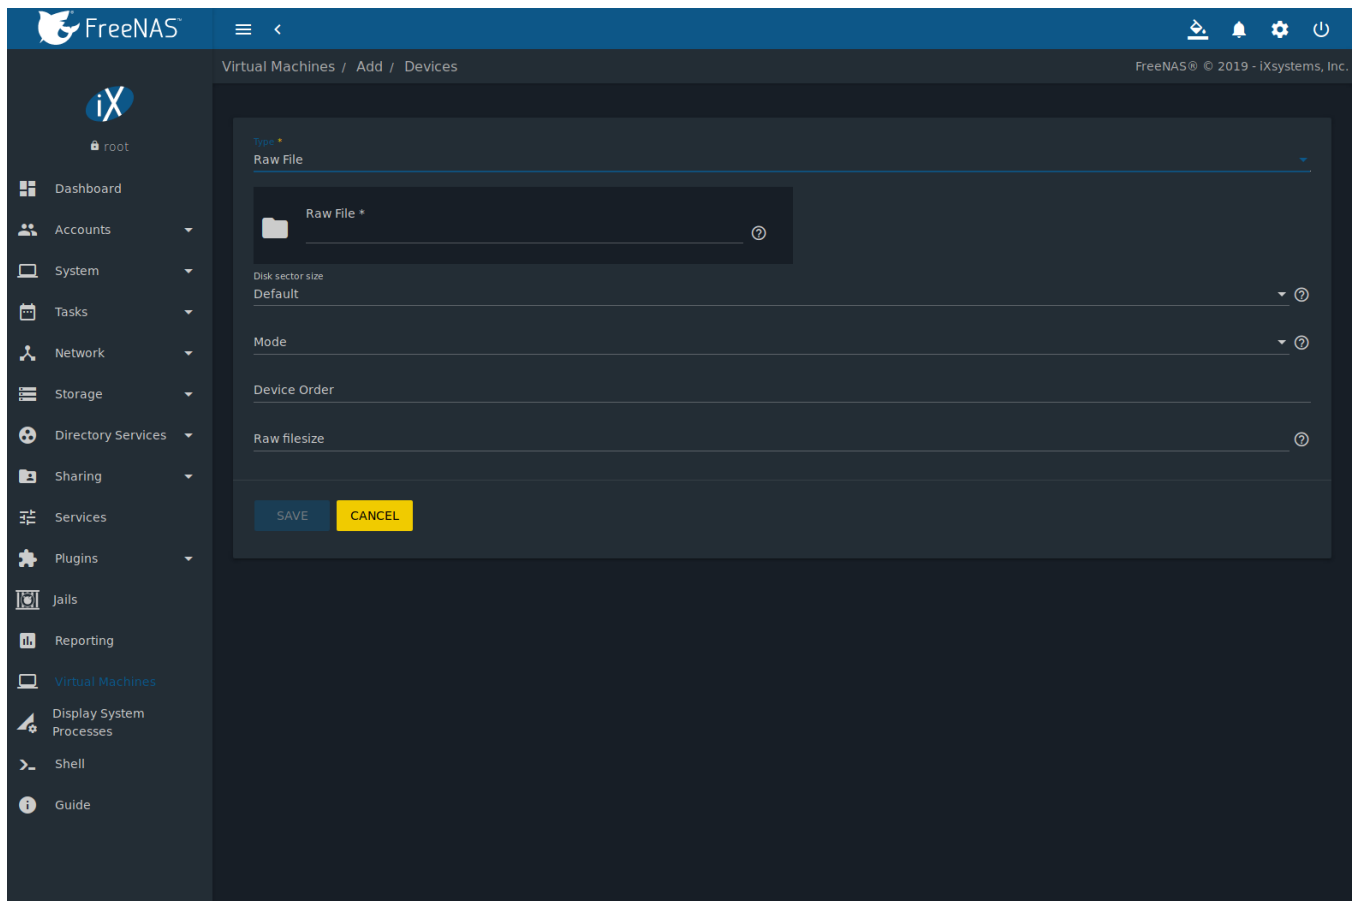 FreeNAS™
Virtual Machines / Add / Devices
FreeNAS® © 2019 - iXsystems, Inc.
iX
root
Dashboard
Accounts
System
Tasks
Network
Storage
Directory Services
Sharing
Services
Plugins
Jails
Reporting
Virtual Machines
Display System
Processes
Shell
Guide
Type *
Raw File
Raw File *
Disk sector size
Default
Mode
Device Order
Raw filesize
SAVE
CANCEL